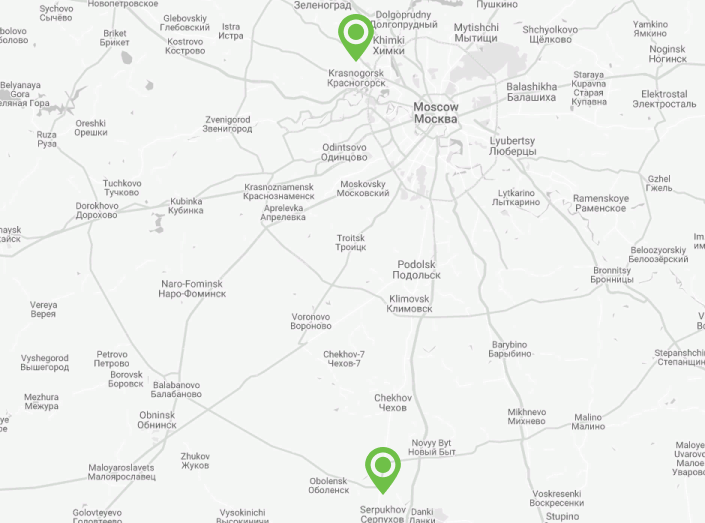 Зеленоград
Новопетровское
Пушкино
Sychovo
Сычёво
Glebovskiy
Глебовский
Dolgoprudny
Долгопрудный
Briket
Брикет
Istra
Истра
Mytishchi
Мытищи
Shchyolkovo
Щёлково
Yamkino
Ямкино
Kostrovo
Кострово
Khimki
Химки
Noginsk
Ногинск
Krasnogorsk
Красногорск
Belyanaya
Gora
Staraya
Kupavna
Старая
Купавна
Balashikha
Балашиха
Elektrostal
Электросталь
Moscow
Москва
Oreshki
Орешки
Zvenigorod
Звенигород
Ruza
Руза
Lyubertsy
Люберцы
Odintsovo
Одинцово
Gzhel
Гжель
Tuchkovo
Тучково
Krasnoznamensk
Краснознаменск
Moskovsky
Московский
Lytkarino
Лыткарино
Ramenskoye
Раменское
Dorokhovo
Дорохово
Kubinka
Кубинка
Aprelevka
Апрелевка
Troitsk
Троицк
Beloozyorskiy
Белоозёрский
Podolsk
Подольск
Bronnitsy
Бронницы
Naro-Fominsk
Наро-Фоминск
Klimovsk
Климовск
Vereya
Верея
Voronovo
Вороново
Barybino
Барыбино
Vyshegorod
Вышегород
Petrovo
Петрово
Chekhov-7
Чехов-7
Borovsk
Боровск
Balabanovo
Балабаново
Mezhura
Межура
Chekhov
Чехов
Obninsk
Обнинск
Mikhnevo
Михнево
Malino
Малино
Novyy Byt
Новый Быт
Maloyaroslavets
Малоярославец
Zhukov
Жуков
Obolensk
Оболенск
Voskresenki
Воскресенки
Serpukhov
Серпухов
Danki
Данки
Golovteyevo
Головтеево
Vysokinichi
Высокиничи
Stupino